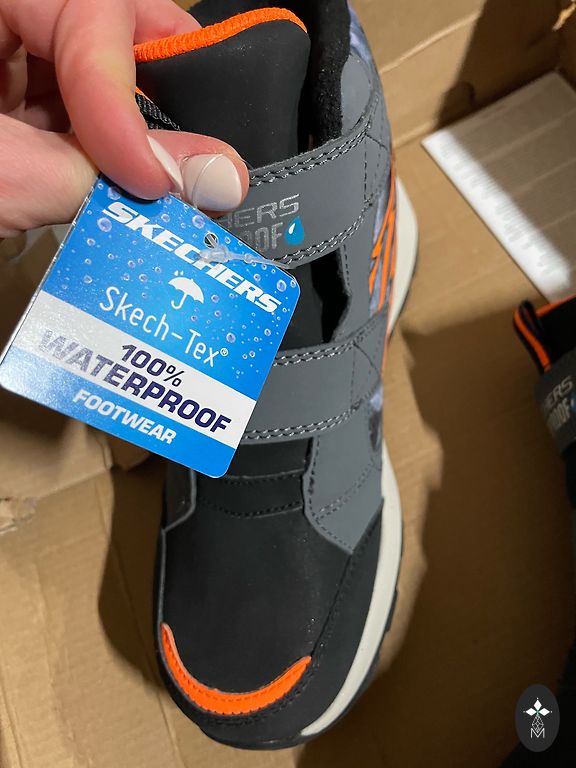 SKECHERS
Skech-Tex®
100%
WATERPROOF
FOOTWEAR